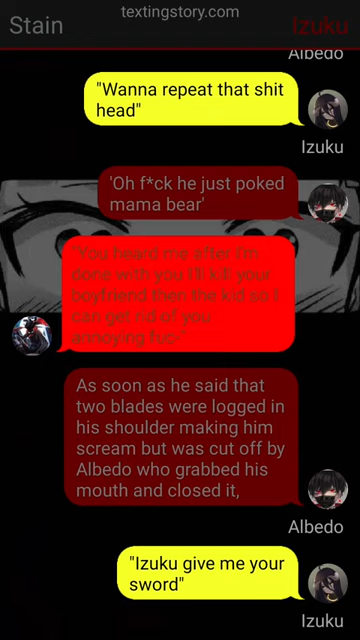 textingstory.com
Stain
Izuku
Albedo
"Wanna repeat that shit
head"
Izuku
'Oh f*ck he just poked
mama bear'
"You heard me after I'm
done with you I'll kill your
boyfriend then the kid so I
can get rid of you
annoying fuc-"
As soon as he said that
two blades were logged in
his shoulder making him
scream but was cut off by
Albedo who grabbed his
mouth and closed it,
Albedo
"Izuku give me your
sword"
Izuku